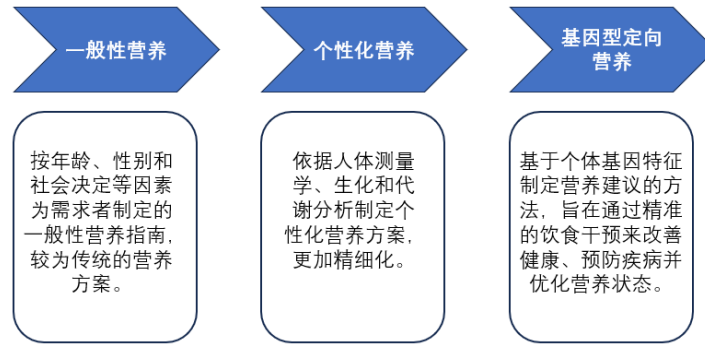 一般性营养
个性化营养
基因型定向
营养
按年龄、性别和
社会决定等因素
为需求者制定的
一般性营养指南，
较为传统的营养
方案。
依据人体测量
学、生化和代
谢分析制定个
性化营养方案，
更加精细化。
基于个体基因特征
制定营养建议的方
法，旨在通过精准
的饮食干预来改善
健康、预防疾病并
优化营养状态。